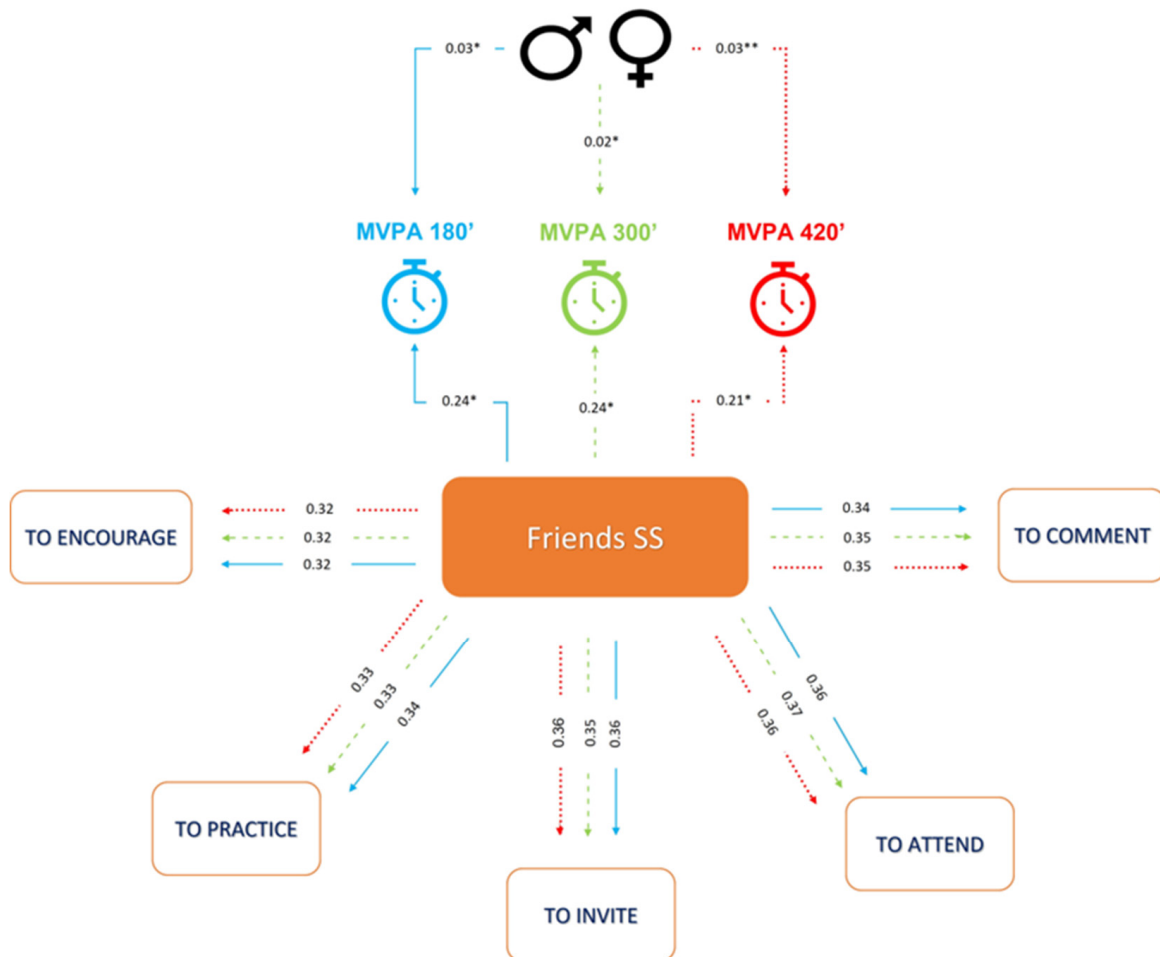 0.03*
0.03**
0.02*
MVPA 180’
MVPA 300’
MVPA 420’
0.24*
0.24*
0.21*
TO ENCOURAGE
0.32
0.32
0.32
Friends SS
0.34
0.35
0.35
TO COMMENT
0.33
0.33
0.34
0.36
0.35
0.36
0.36
0.37
0.36
TO PRACTICE
TO INVITE
TO ATTEND